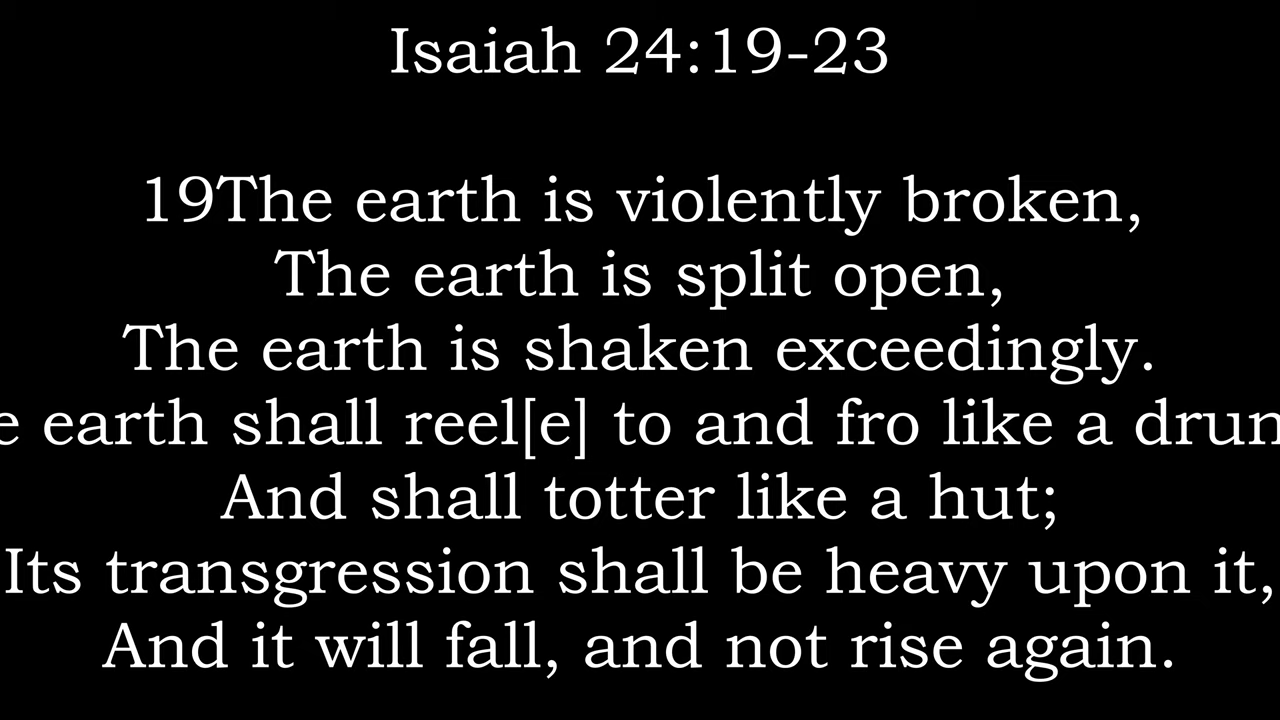 Isaiah 24:19-23
19The earth is violently broken,
The earth is split open,
The earth is shaken exceedingly.
earth shall reel[e] to and fro like a
And shall totter like a hut;
Its transgression shall be heavy upon it,
And it will fall, and not rise again.